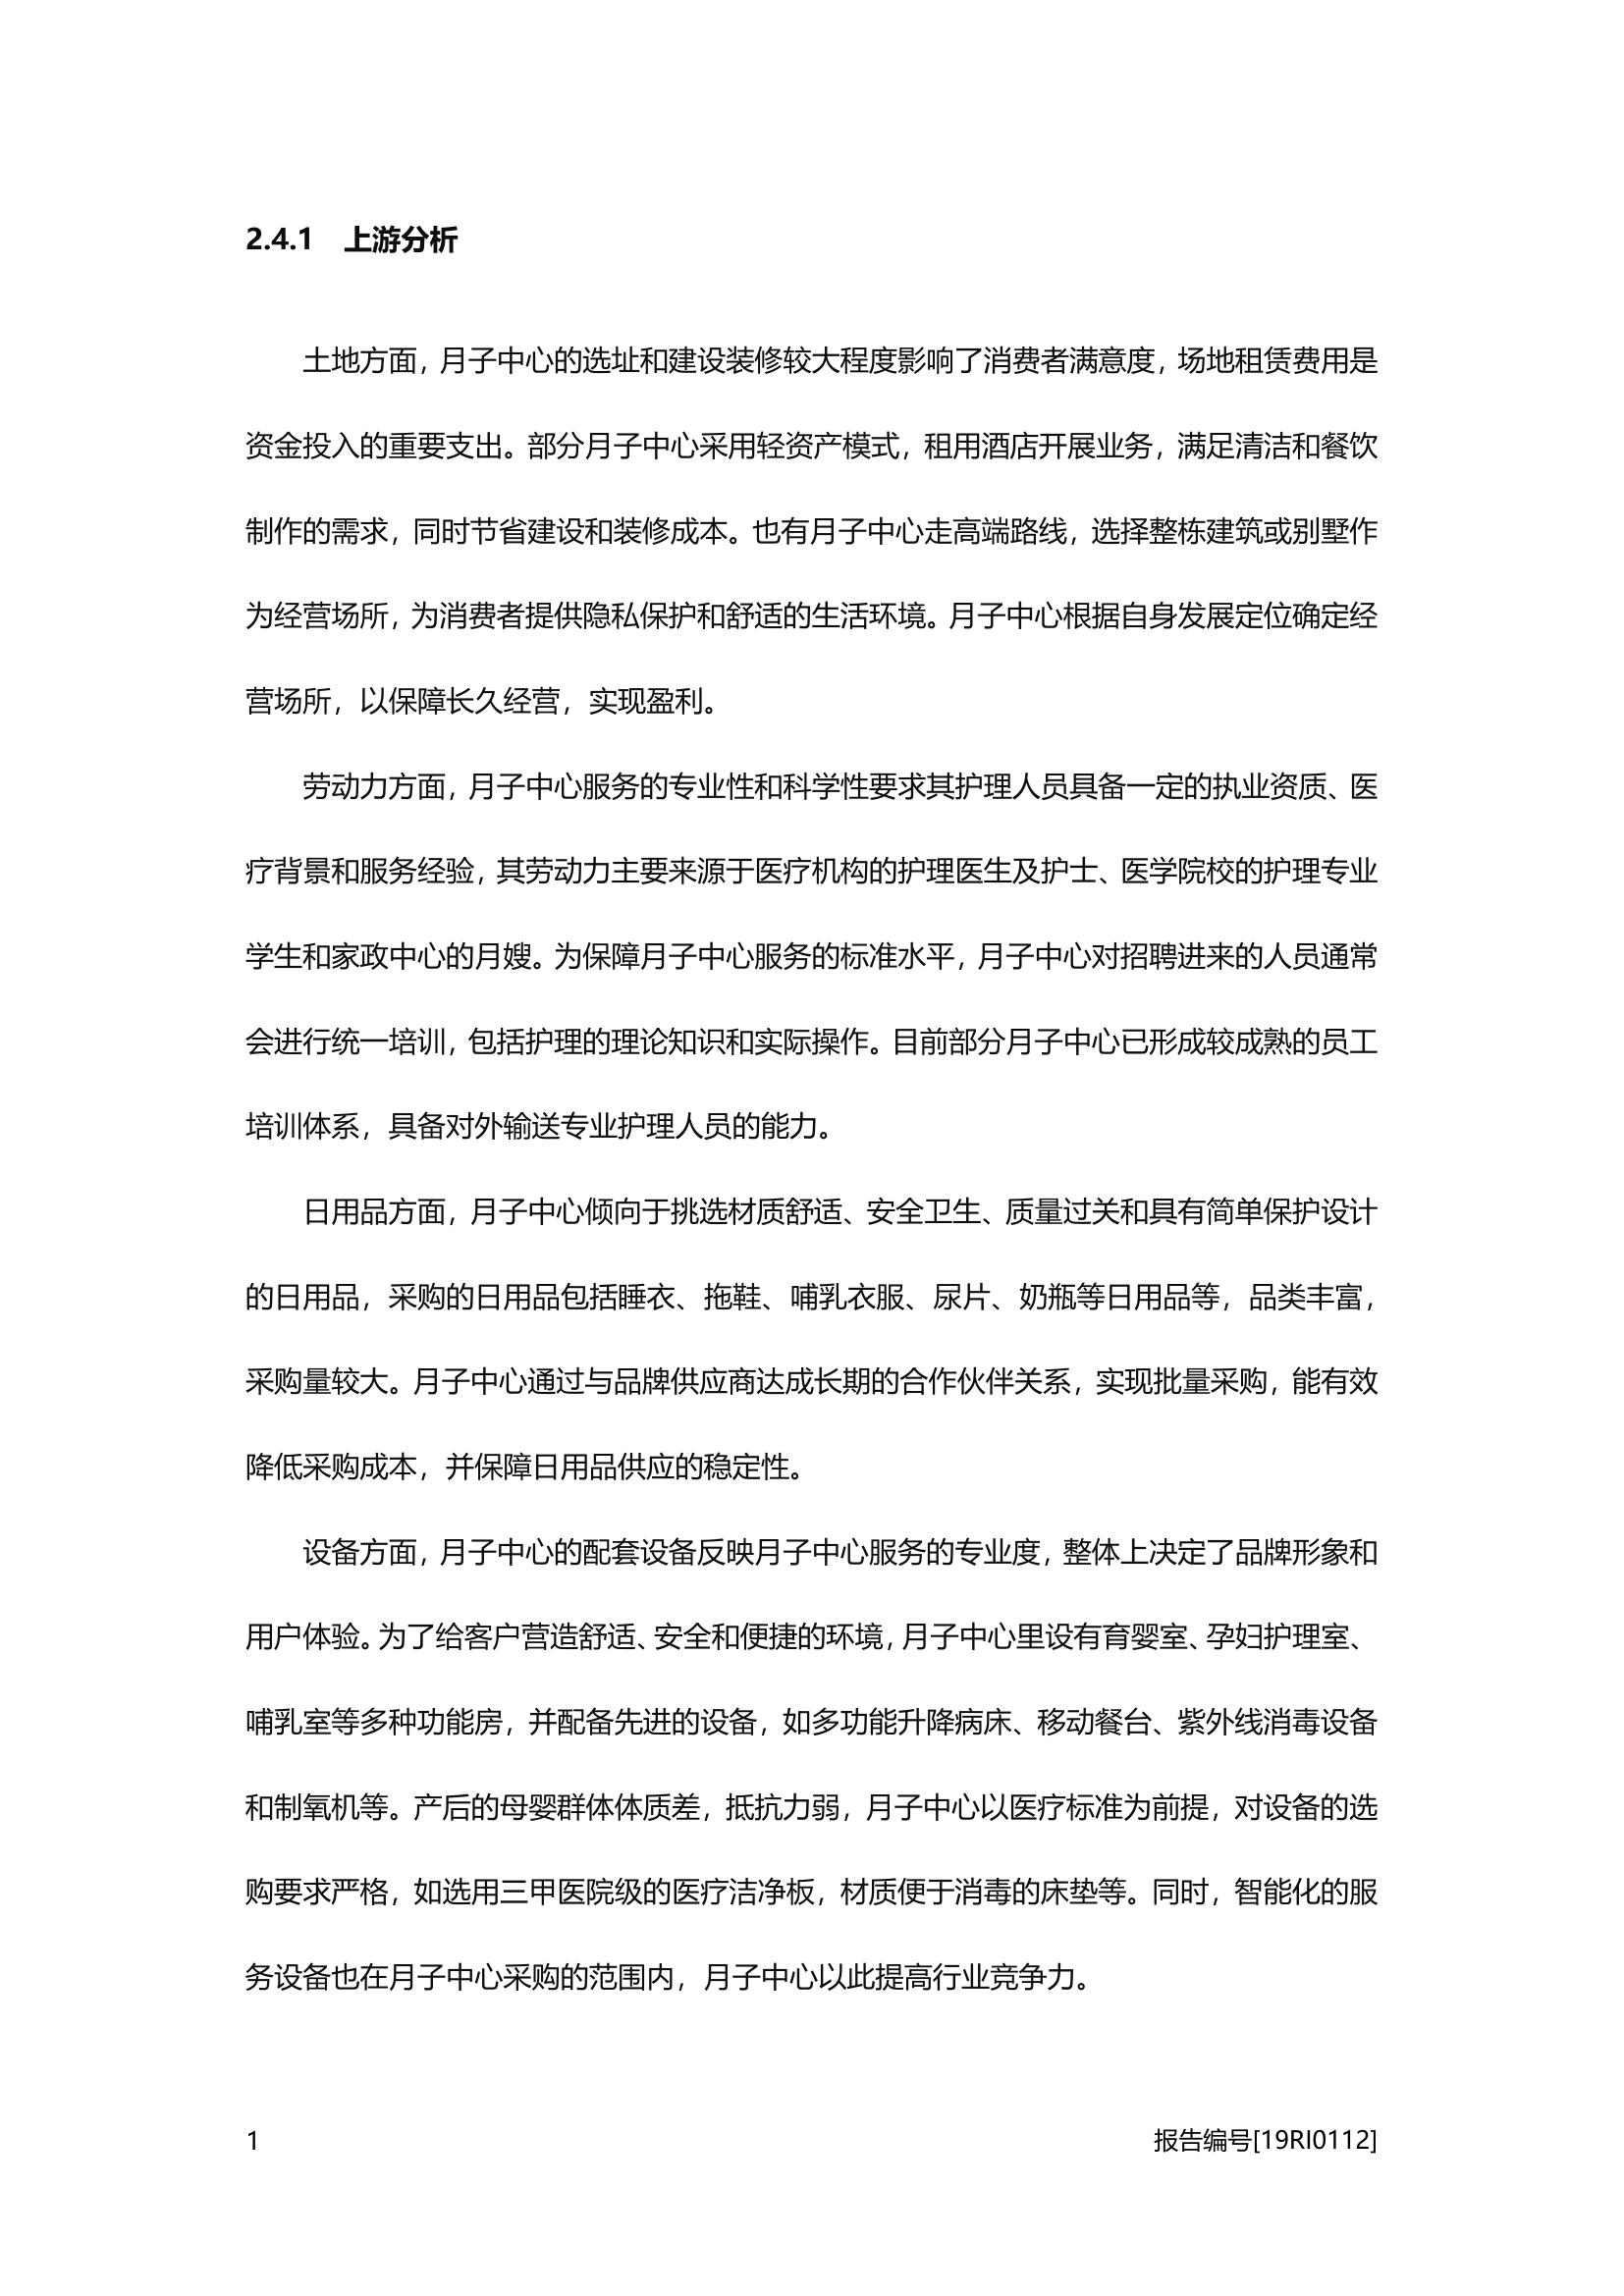 2.4.1 上游分析
土地方面，月子中心的选址和建设装修较大程度影响了消费者满意度，场地租赁费用是
资金投入的重要支出。部分月子中心采用轻资产模式，租用酒店开展业务，满足清洁和餐饮
制作的需求，同时节省建设和装修成本。也有月子中心走高端路线，选择整栋建筑或别墅作
为经营场所，为消费者提供隐私保护和舒适的生活环境。月子中心根据自身发展定位确定经
营场所，以保障长久经营，实现盈利。
劳动力方面，月子中心服务的专业性和科学性要求其护理人员具备一定的执业资质、医
疗背景和服务经验，其劳动力主要来源于医疗机构的护理医生及护士、医学院校的护理专业
学生和家政中心的月嫂。为保障月子中心服务的标准水平，月子中心对招聘进来的人员通常
会进行统一培训，包括护理的理论知识和实际操作。目前部分月子中心已形成较成熟的员工
培训体系，具备对外输送专业护理人员的能力。
日用品方面，月子中心倾向于挑选材质舒适、安全卫生、质量过关和具有简单保护设计
的日用品，采购的日用品包括睡衣、拖鞋、哺乳衣服、尿片、奶瓶等日用品等，品类丰富，
采购量较大。月子中心通过与品牌供应商达成长期的合作伙伴关系，实现批量采购，能有效
降低采购成本，并保障日用品供应的稳定性。
设备方面，月子中心的配套设备反映月子中心服务的专业度，整体上决定了品牌形象和
用户体验。为了给客户营造舒适、安全和便捷的环境，月子中心里设有育婴室、孕妇护理室、
哺乳室等多种功能房，并配备先进的设备，如多功能升降病床、移动餐台、紫外线消毒设备
和制氧机等。产后的母婴群体体质差，抵抗力弱，月子中心以医疗标准为前提，对设备的选
购要求严格，如选用三甲医院级的医疗洁净板，材质便于消毒的床垫等。同时，智能化的服
务设备也在月子中心采购的范围内，月子中心以此提高行业竞争力。
1 报告编号[19RI0112]